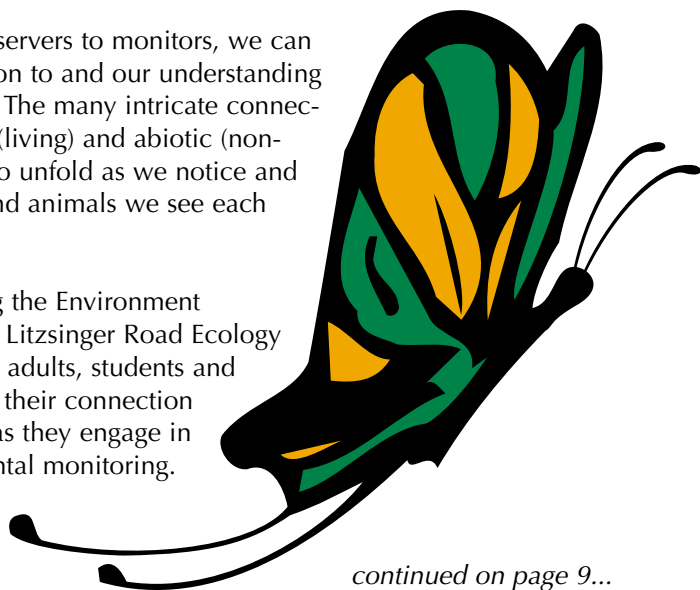 servers to monitors, we can
on to and our understanding
The many intricate connec-
(living) and abiotic (non-
o unfold as we notice and
nd animals we see each
g the Environment
Litzsinger Road Ecology
adults, students and
their connection
as they engage in
ntal monitoring.
continued on page 9...